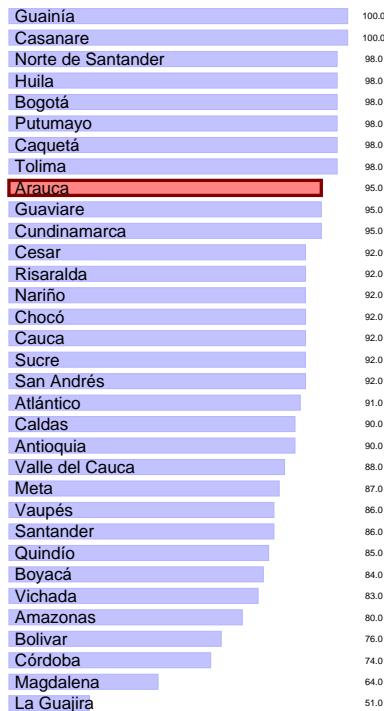 Guainía 100.0
Casanare 100.0
Norte de Santander 98.0
Huila 98.0
Bogotá 98.0
Putumayo 98.0
Caquetá 98.0
Tolima 98.0
Arauca 95.0
Guaviare 95.0
Cundinamarca 95.0
Cesar 92.0
Risaralda 92.0
Nariño 92.0
Chocó 92.0
Cauca 92.0
Sucre 92.0
San Andrés 92.0
Atlántico 91.0
Caldas 90.0
Antioquia 90.0
Valle del Cauca 88.0
Meta 87.0
Vaupés 86.0
Santander 86.0
Quindío 85.0
Boyacá 84.0
Vichada 83.0
Amazonas 80.0
Bolivar 76.0
Córdoba 74.0
Magdalena 64.0
La Guajira 51.0